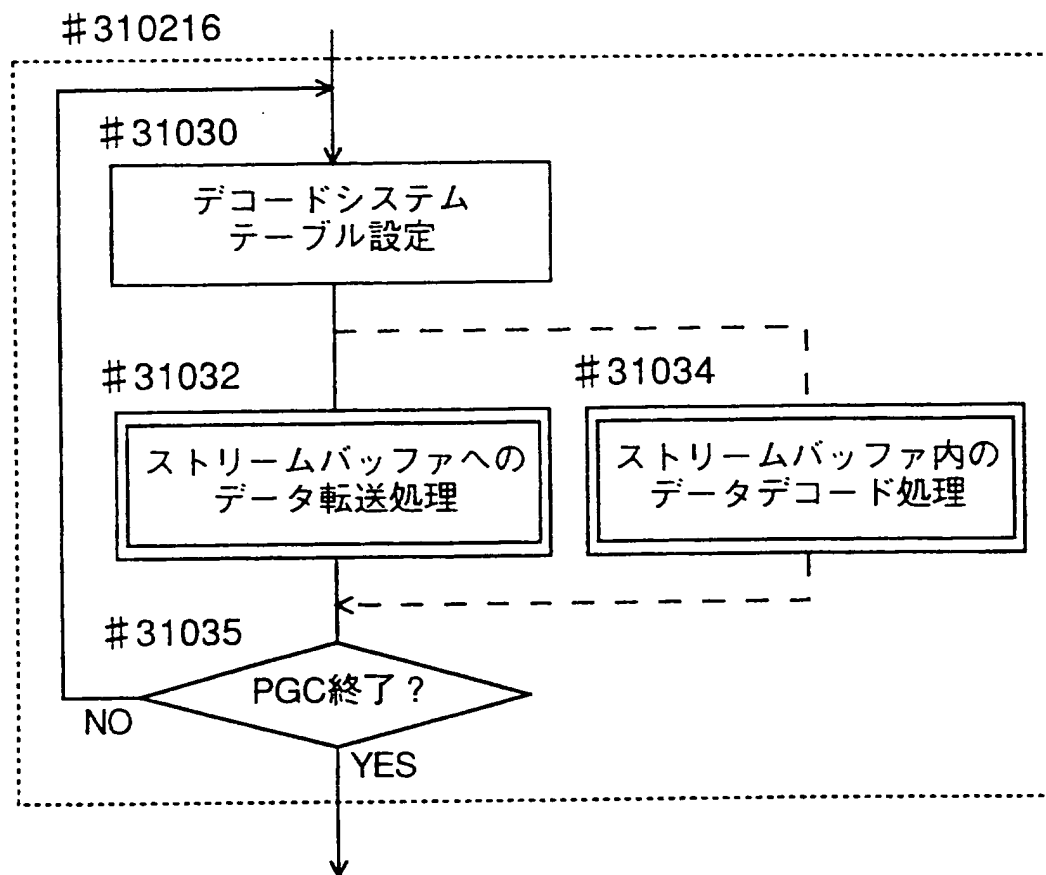 #310216
#31030
デコードシステム
テーブル設定
#31032
ストリームバッファへの
データ転送処理
#31034
ストリームバッファ内の
データデコード処理
#31035
PGC終了?
NO
YES